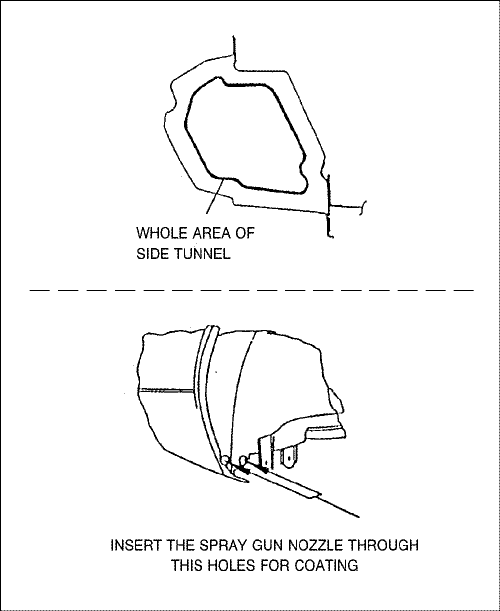 WHOLE AREA OF
SIDE TUNNEL
INSERT THE SPRAY GUN NOZZLE THROUGH
THIS HOLES FOR COATING